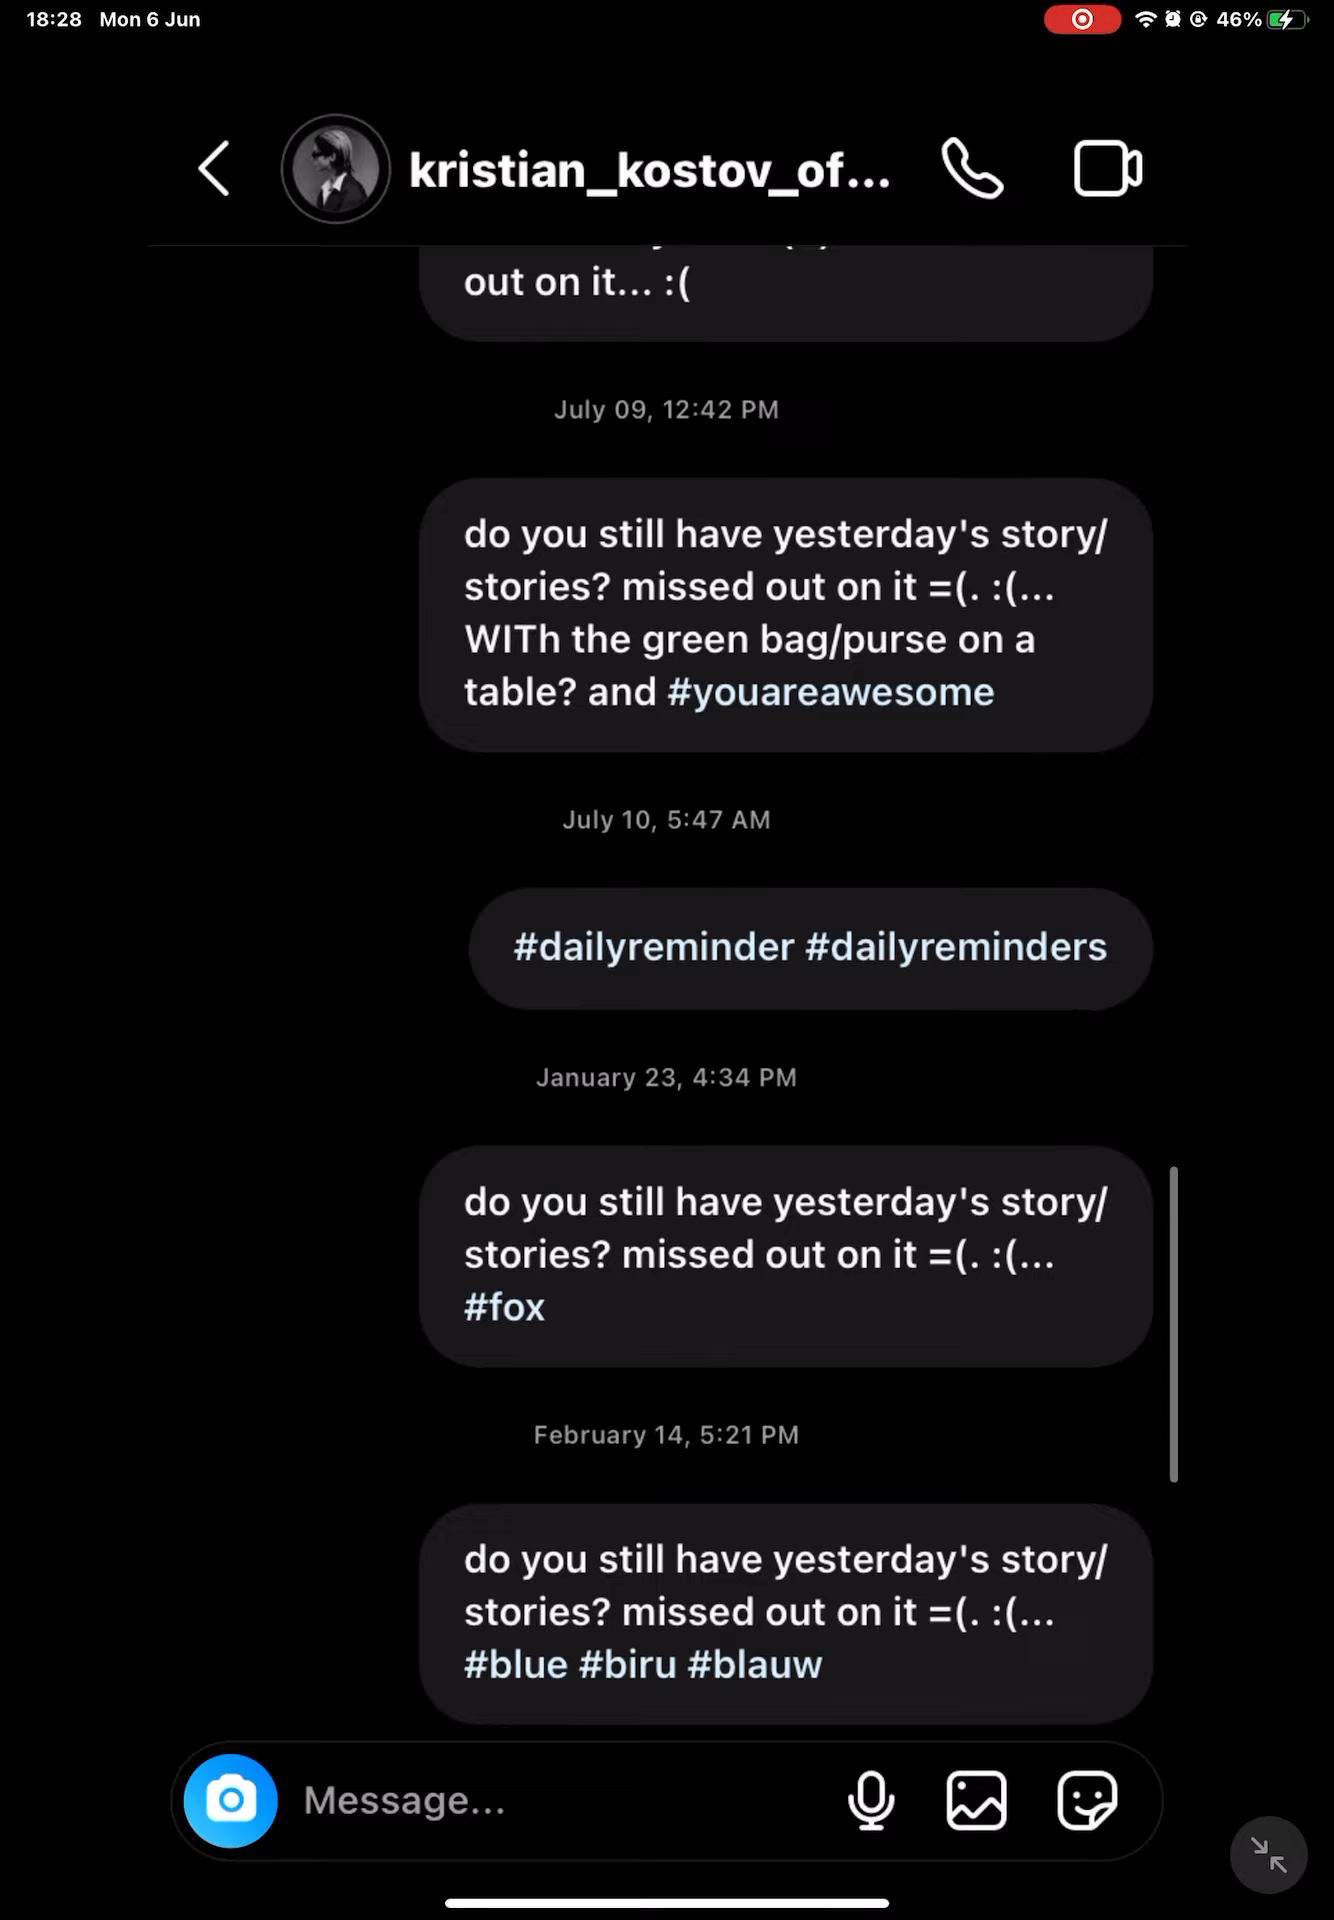 18:28 Mon 6 Jun 46%
kristian_kostov_of...
out on it... :(
July 09, 12:42 PM
do you still have yesterday's story/
stories? missed out on it =(. :(...
WITh the green bag/purse on a
table? and #youareawesome
July 10, 5:47 AM
#dailyreminder #dailyreminders
January 23, 4:34 PM
do you still have yesterday's story/
stories? missed out on it =(. :(...
#fox
February 14, 5:21 PM
do you still have yesterday's story/
stories? missed out on it =(. :(...
#blue #biru #blauw
Message...